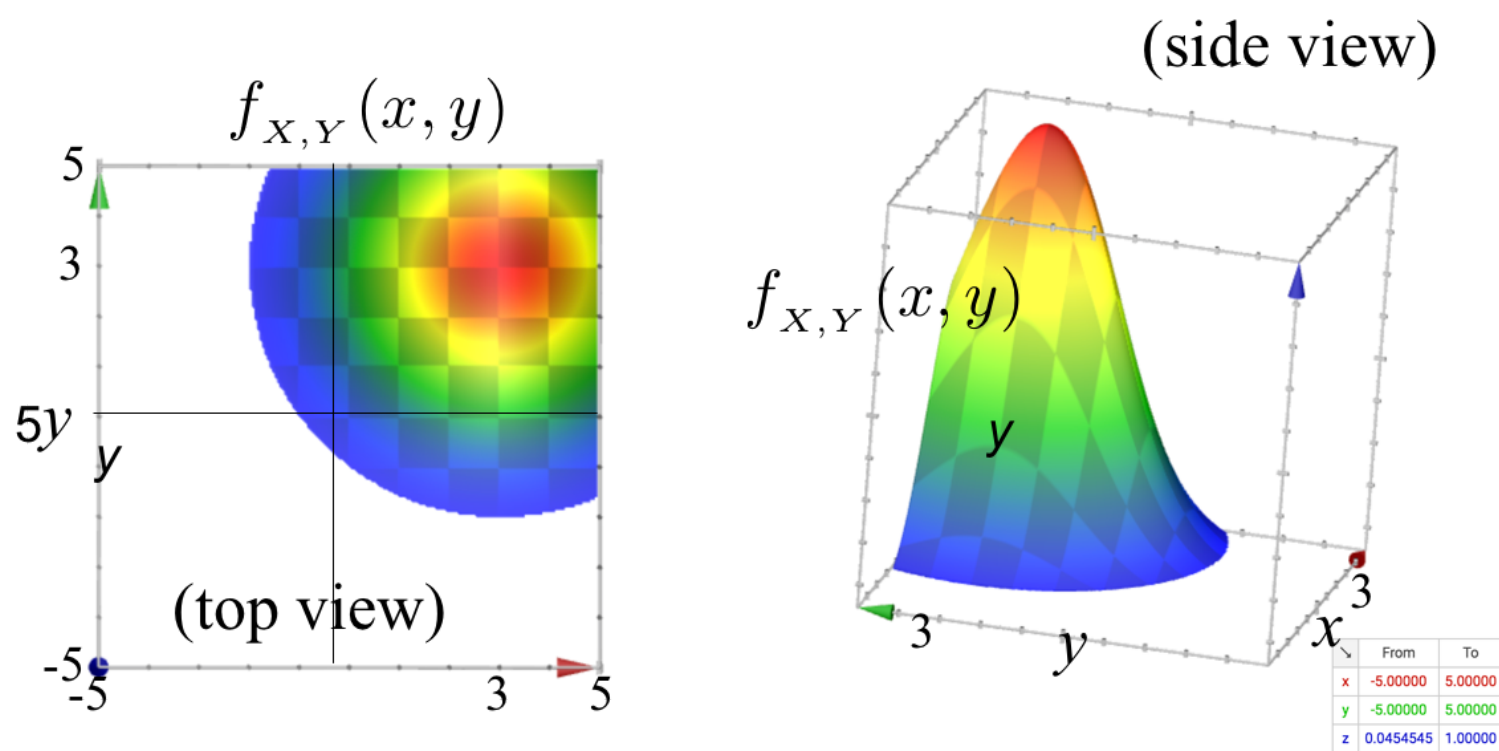 (side view)
f_{X,Y}(x, y)
5
3
5y
y
(top view)
-5
-5
3
5
f_{X,Y}(x, y)
y
3
y
3
x
↘ From To
x -5.00000 5.00000
y -5.00000 5.00000
z 0.0454545 1.00000